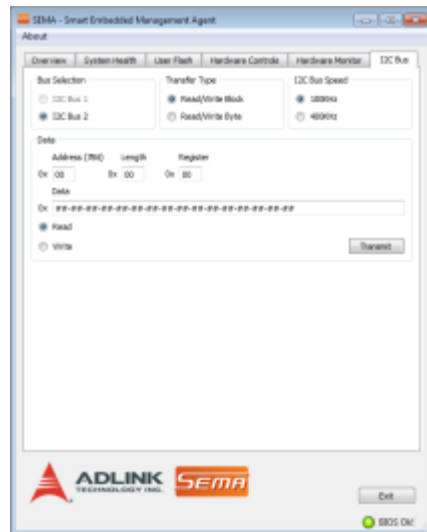 SEMA - Smart Embedded Management Agent
About
Overview System Health User Flash Hardware Controls Hardware Monitor I2C Bus
Bus Selection Transfer Type I2C Bus Speed
I2C Bus 1 Read/Write Block 100KHz
I2C Bus 2 Read/Write Byte 400KHz
Data
Address (7Bit) Length Register
0x 00 0x 00 0x 00
Data
0x ##-##-##-##-##-##-##-##-##-##-##-##-##-##-##-##
Read
Write Transmit
ADLINK
TECHNOLOGY INC.
SEMA
Exit
BIOS Ok!